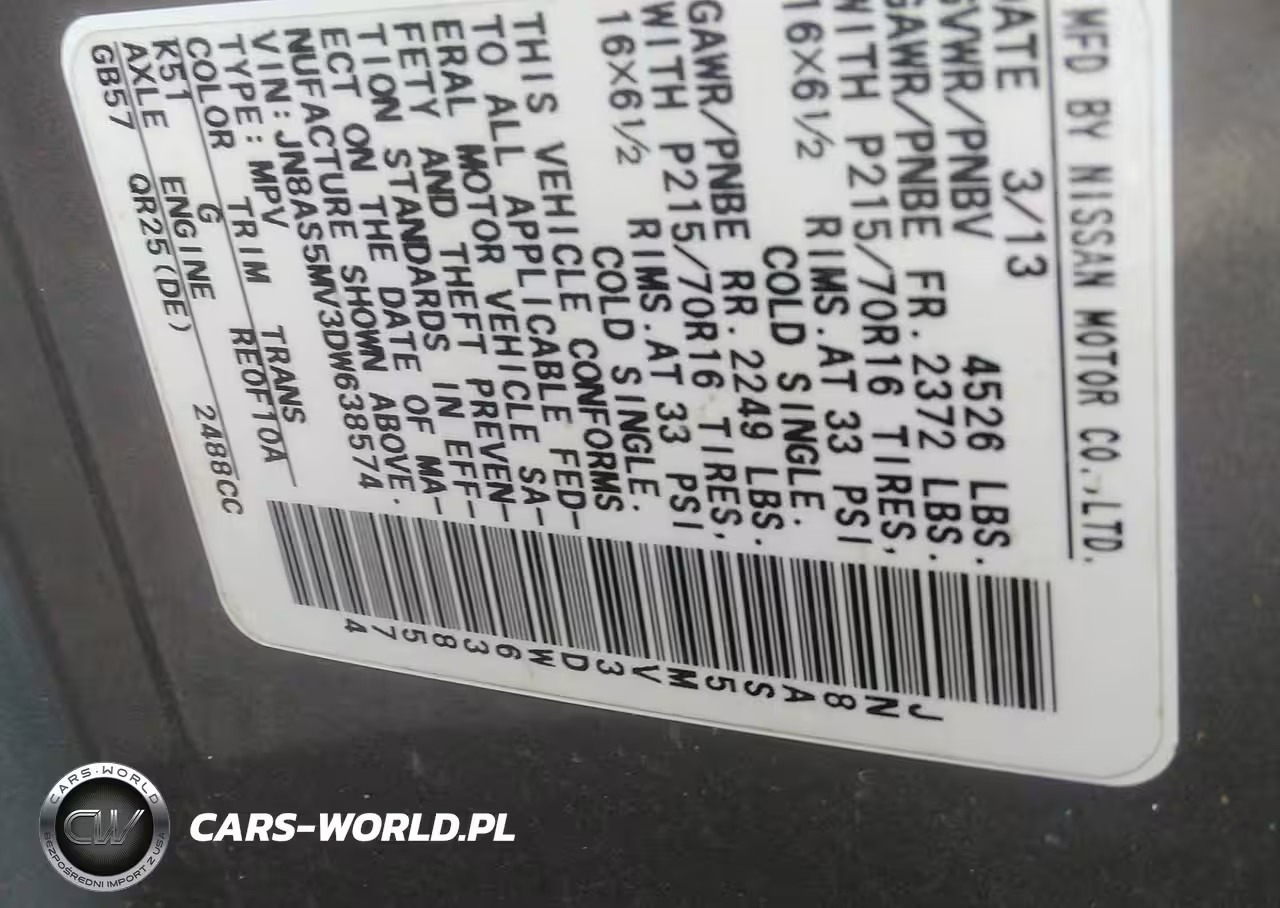 MFD BY NISSAN MOTOR CO.,LTD.
DATE 3/13
GVWR/PNBV 4526 LBS.
GAWR/PNBE FR. 2372 LBS.
WITH P215/70R16 TIRES,
16X6½ RIMS.AT 33 PSI
COLD SINGLE.
GAWR/PNBE RR. 2249 LBS.
WITH P215/70R16 TIRES,
16X6½ RIMS.AT 33 PSI
COLD SINGLE.
THIS VEHICLE CONFORMS
TO ALL APPLICABLE FED-
ERAL MOTOR VEHICLE SA-
FETY AND THEFT PREVEN-
TION STANDARDS IN EFF-
ECT ON THE DATE OF MA-
NUFACTURE SHOWN ABOVE.
VIN:JN8AS5MV3DW638574
TYPE:MPV
COLOR TRIM TRANS
K51 G RE0F10A
AXLE ENGINE
GB57 QR25(DE) 2488CC
JN8AS5MV3DW638574
CARS-WORLD
CW
BEZPOŚREDNI IMPORT Z USA
CARS-WORLD.PL